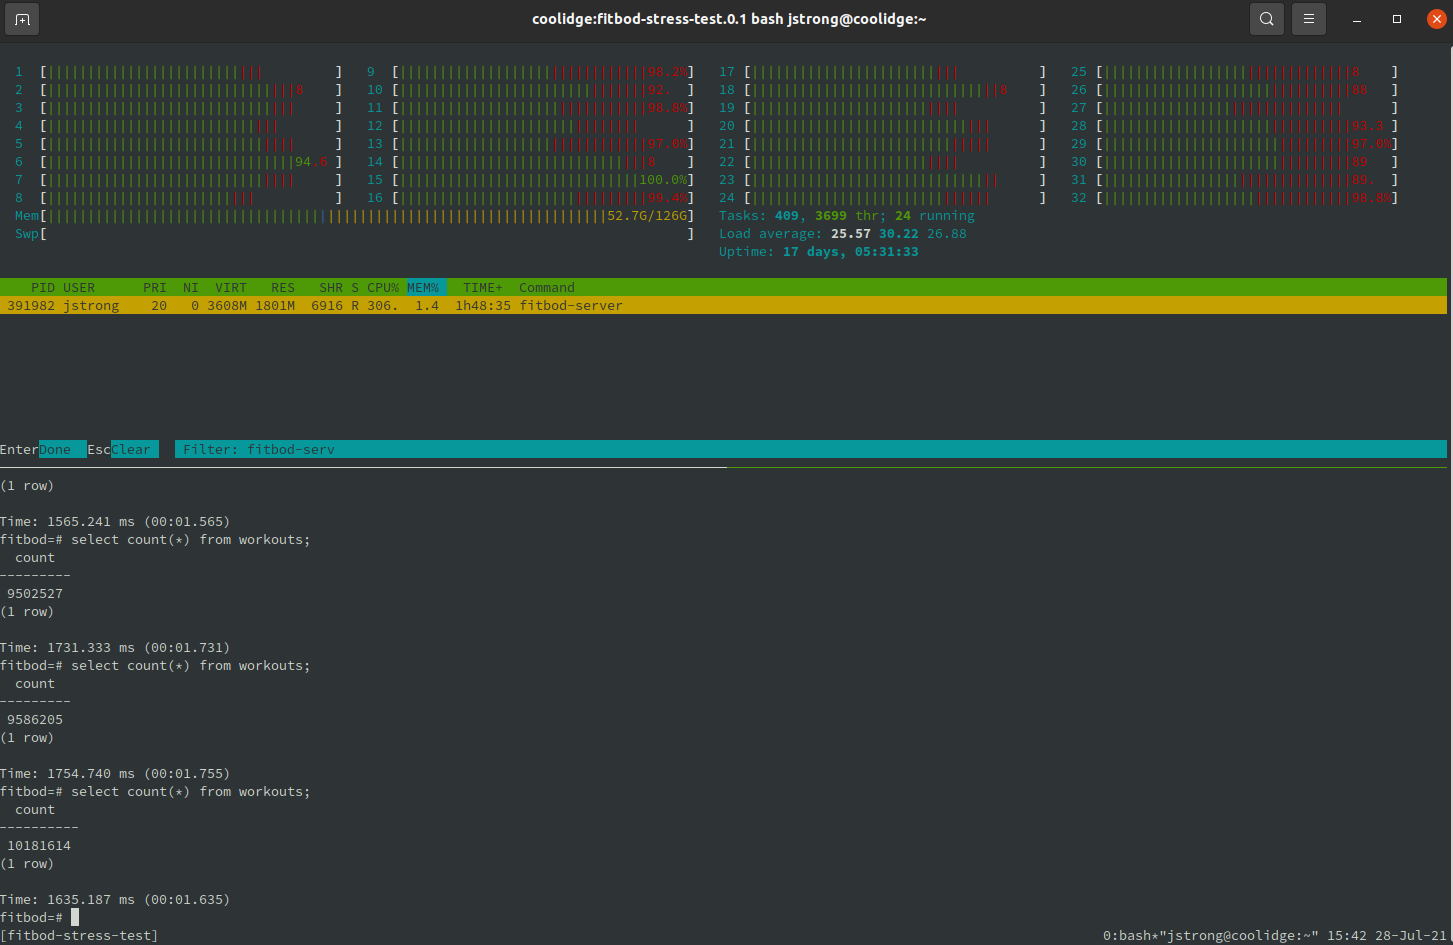 coolidge:fitbod-stress-test.0.1 bash jstrong@coolidge:~
1 [ ] 9 [ 98.2%] 17 [ ] 25 [ 8 ]
2 [ 8 ] 10 [ 92. ] 18 [ 8 ] 26 [ 88 ]
3 [ ] 11 [ 98.8%] 19 [ ] 27 [ ]
4 [ ] 12 [ ] 20 [ ] 28 [ 93.3 ]
5 [ ] 13 [ 97.0%] 21 [ ] 29 [ 97.0%]
6 [ 94.6 ] 14 [ 8 ] 22 [ ] 30 [ 89 ]
7 [ ] 15 [ 100.0%] 23 [ ] 31 [ 89. ]
8 [ ] 16 [ 99.4%] 24 [ ] 32 [ 98.8%]
Mem[ 52.7G/126G] Tasks: 409, 3699 thr; 24 running
Swp[ ] Load average: 25.57 30.22 26.88
Uptime: 17 days, 05:31:33
PID USER PRI NI VIRT RES SHR S CPU% MEM% TIME+ Command
391982 jstrong 20 0 3608M 1801M 6916 R 306. 1.4 1h48:35 fitbod-server
EnterDone EscClear Filter: fitbod-serv
(1 row)
Time: 1565.241 ms (00:01.565)
fitbod=# select count(*) from workouts;
count
---------
9502527
(1 row)
Time: 1731.333 ms (00:01.731)
fitbod=# select count(*) from workouts;
count
---------
9586205
(1 row)
Time: 1754.740 ms (00:01.755)
fitbod=# select count(*) from workouts;
count
----------
10181614
(1 row)
Time: 1635.187 ms (00:01.635)
fitbod=#
[fitbod-stress-test] 0:bash*"jstrong@coolidge:~" 15:42 28-Jul-21